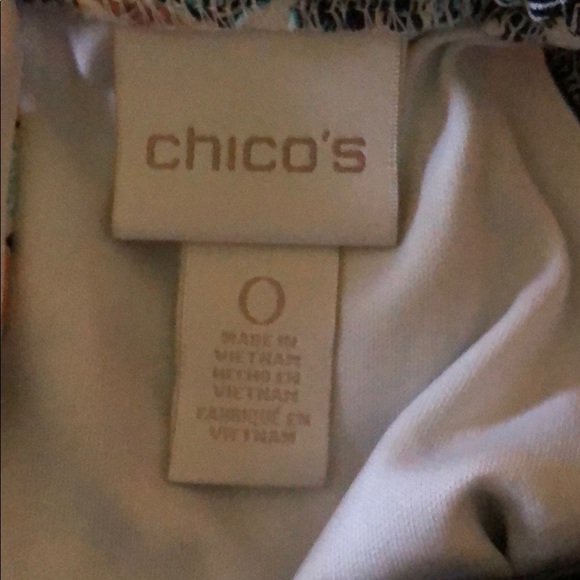 chico's
0
MADE IN
VIETNAM
HECHO EN
VIETNAM
FABRIQUÉ EN
VIETNAM